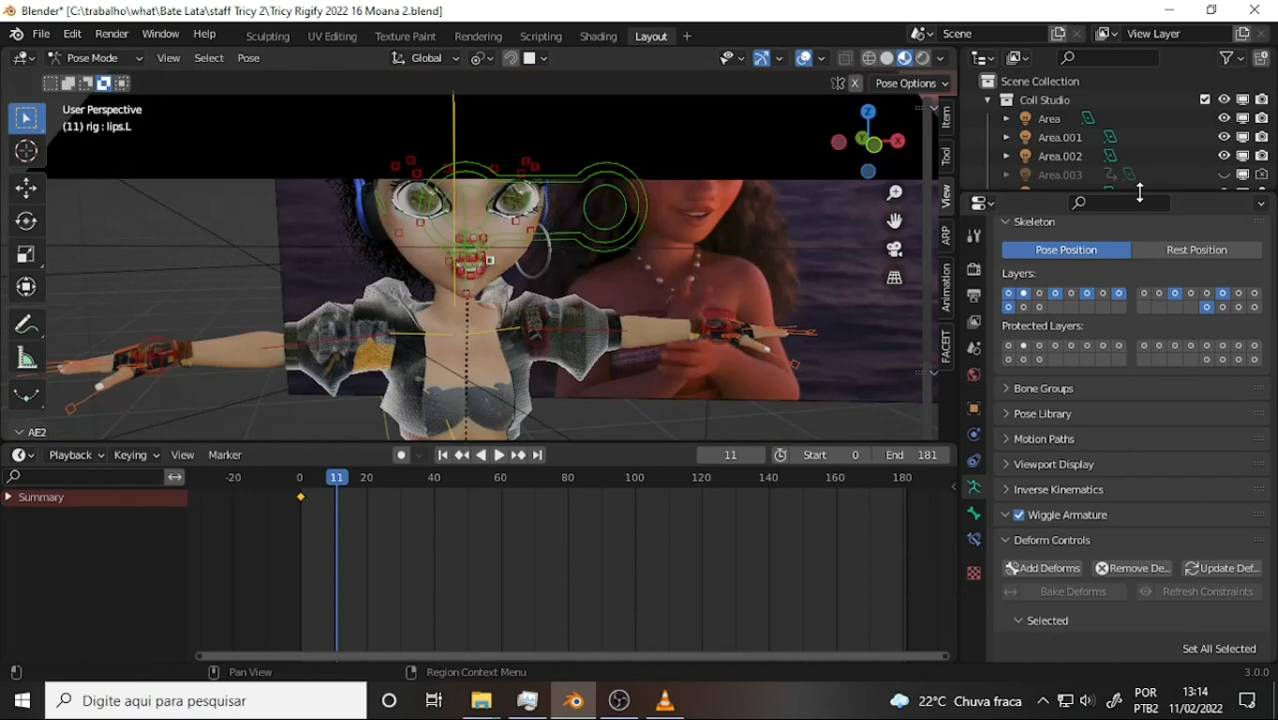 Blender* [C:\trabalho\what\Bate Lata\staff Tricy 2\Tricy Rigify 2022 16 Moana 2.blend]
File Edit Render Window Help Sculpting UV Editing Texture Paint Rendering Scripting Shading Layout + Scene View Layer
Pose Mode View Select Pose Global
Scene Collection
Pose Options X
Coll Studio
User Perspective
(11) rig : lips.L
Area
Area.001
Area.002
Area.003
Z
Y
X
Item
Tool
View
ARP
Animation
FACEIT
AE2
Skeleton
Pose Position Rest Position
Layers:
Protected Layers:
Bone Groups
Pose Library
Motion Paths
Viewport Display
Inverse Kinematics
Wiggle Armature
Deform Controls
Add Deforms Remove De... Update Def...
Bake Deforms Refresh Constraints
Selected
Set All Selected
Playback Keying View Marker 11 Start 0 End 181
-20 0 11 20 40 60 80 100 120 140 160 180
Summary
Pan View Region Context Menu 3.0.0
Digite aqui para pesquisar 22°C Chuva fraca POR PTB2 13:14 11/02/2022